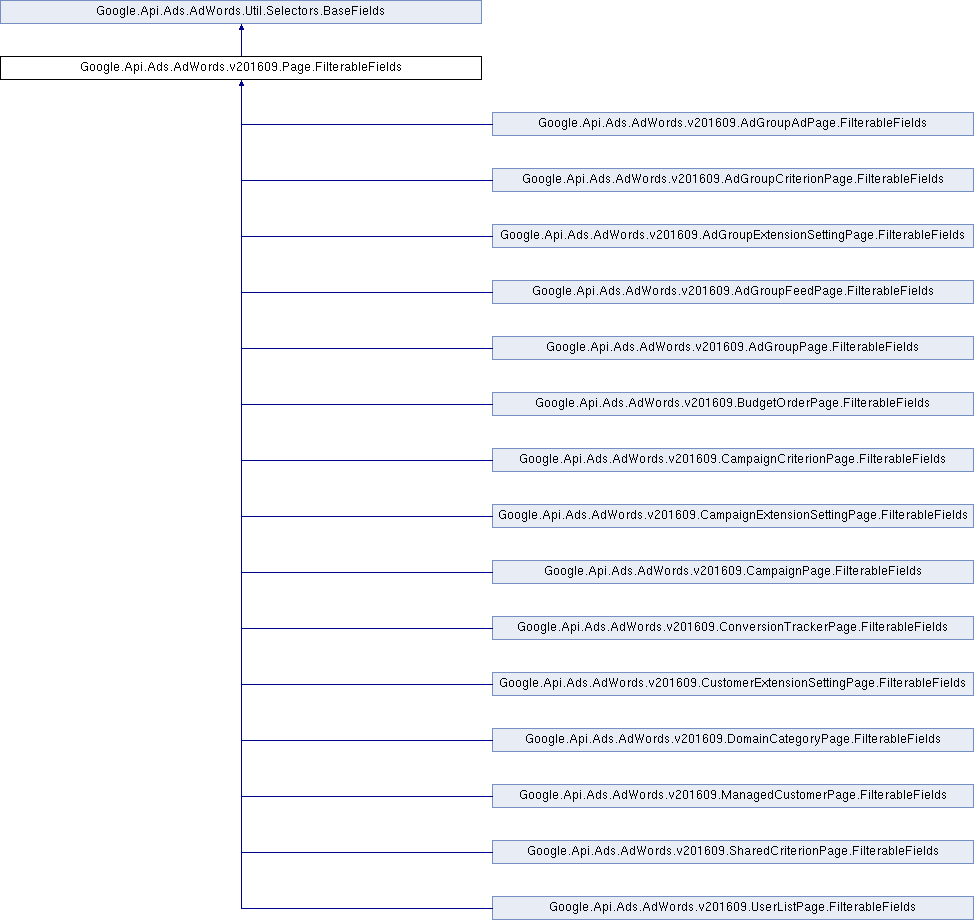 Google.Api.Ads.AdWords.Util.Selectors.BaseFields
Google.Api.Ads.AdWords.v201609.Page.FilterableFields
Google.Api.Ads.AdWords.v201609.AdGroupAdPage.FilterableFields
Google.Api.Ads.AdWords.v201609.AdGroupCriterionPage.FilterableFields
Google.Api.Ads.AdWords.v201609.AdGroupExtensionSettingPage.FilterableFields
Google.Api.Ads.AdWords.v201609.AdGroupFeedPage.FilterableFields
Google.Api.Ads.AdWords.v201609.AdGroupPage.FilterableFields
Google.Api.Ads.AdWords.v201609.BudgetOrderPage.FilterableFields
Google.Api.Ads.AdWords.v201609.CampaignCriterionPage.FilterableFields
Google.Api.Ads.AdWords.v201609.CampaignExtensionSettingPage.FilterableFields
Google.Api.Ads.AdWords.v201609.CampaignPage.FilterableFields
Google.Api.Ads.AdWords.v201609.ConversionTrackerPage.FilterableFields
Google.Api.Ads.AdWords.v201609.CustomerExtensionSettingPage.FilterableFields
Google.Api.Ads.AdWords.v201609.DomainCategoryPage.FilterableFields
Google.Api.Ads.AdWords.v201609.ManagedCustomerPage.FilterableFields
Google.Api.Ads.AdWords.v201609.SharedCriterionPage.FilterableFields
Google.Api.Ads.AdWords.v201609.UserListPage.FilterableFields